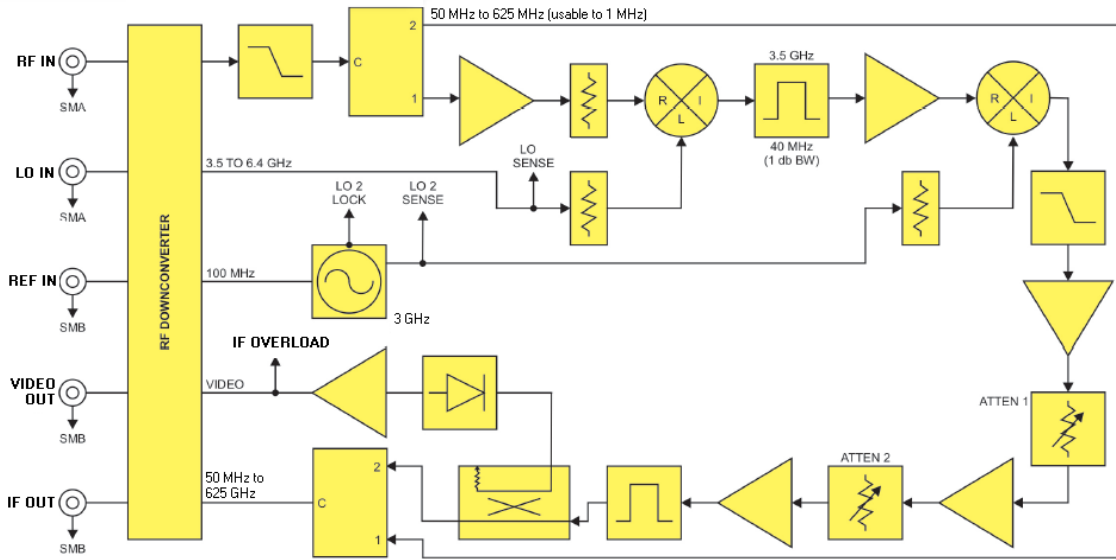 50 MHz to 625 MHz (usable to 1 MHz)
RF IN
SMA
C
2
1
3.5 GHz
R
I
L
40 MHz
(1 db BW)
R
I
L
LO IN
SMA
3.5 TO 6.4 GHz
LO
SENSE
LO 2
LOCK
LO 2
SENSE
RF DOWNCONVERTER
REF IN
SMB
100 MHz
3 GHz
IF OVERLOAD
VIDEO
OUT
SMB
VIDEO
ATTEN 1
ATTEN 2
IF OUT
SMB
50 MHz to
625 GHz
C
2
1